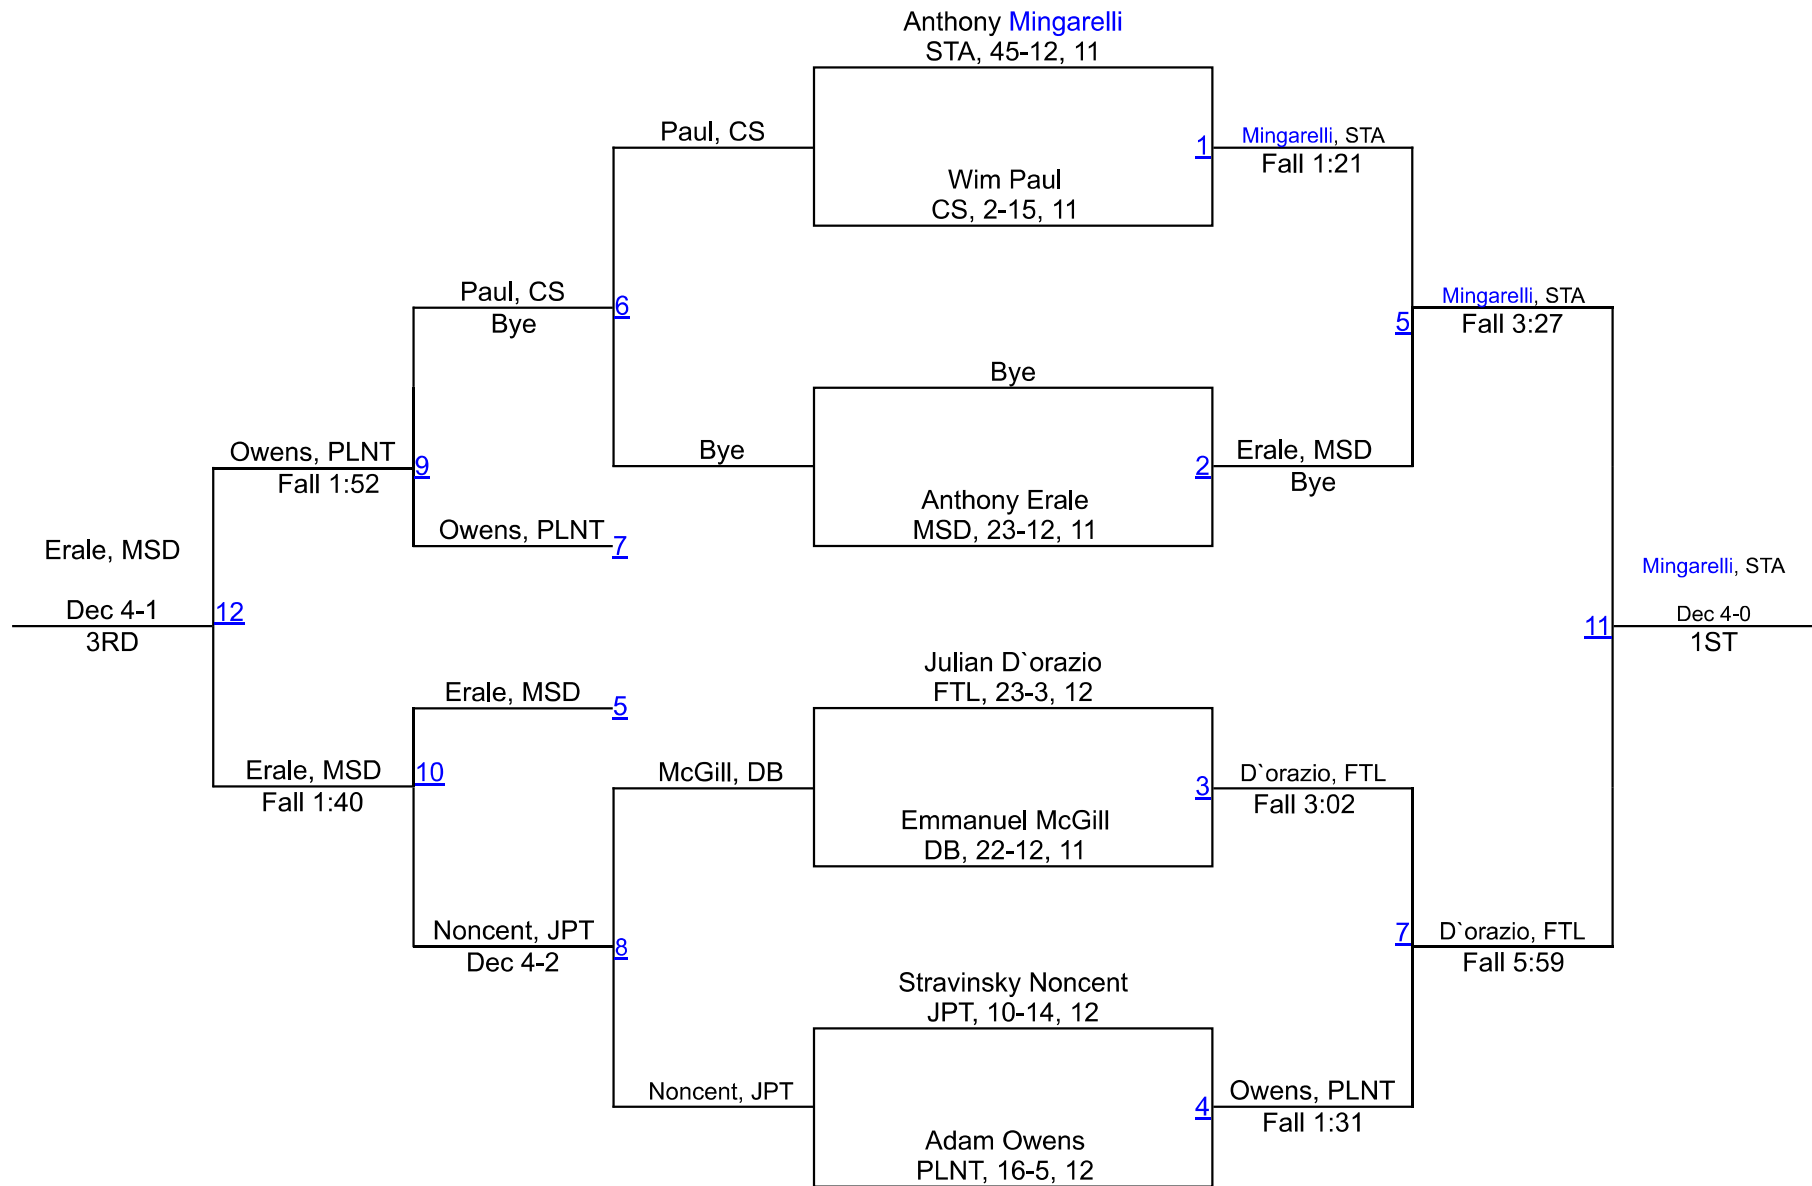 Anthony Mingarelli
STA, 45-12, 11
Paul, CS
1
Mingarelli, STA
Fall 1:21
Wim Paul
CS, 2-15, 11
Paul, CS
Bye
6
5
Mingarelli, STA
Fall 3:27
Bye
Owens, PLNT
Fall 1:52
9
Bye
2
Erale, MSD
Bye
Anthony Erale
MSD, 23-12, 11
Owens, PLNT
7
Erale, MSD
Dec 4-1
3RD
12
Mingarelli, STA
Dec 4-0
1ST
11
Julian D`orazio
FTL, 23-3, 12
Erale, MSD
5
Erale, MSD
Fall 1:40
10
McGill, DB
3
D`orazio, FTL
Fall 3:02
Emmanuel McGill
DB, 22-12, 11
Noncent, JPT
Dec 4-2
8
7
D`orazio, FTL
Fall 5:59
Stravinsky Noncent
JPT, 10-14, 12
Noncent, JPT
4
Owens, PLNT
Fall 1:31
Adam Owens
PLNT, 16-5, 12